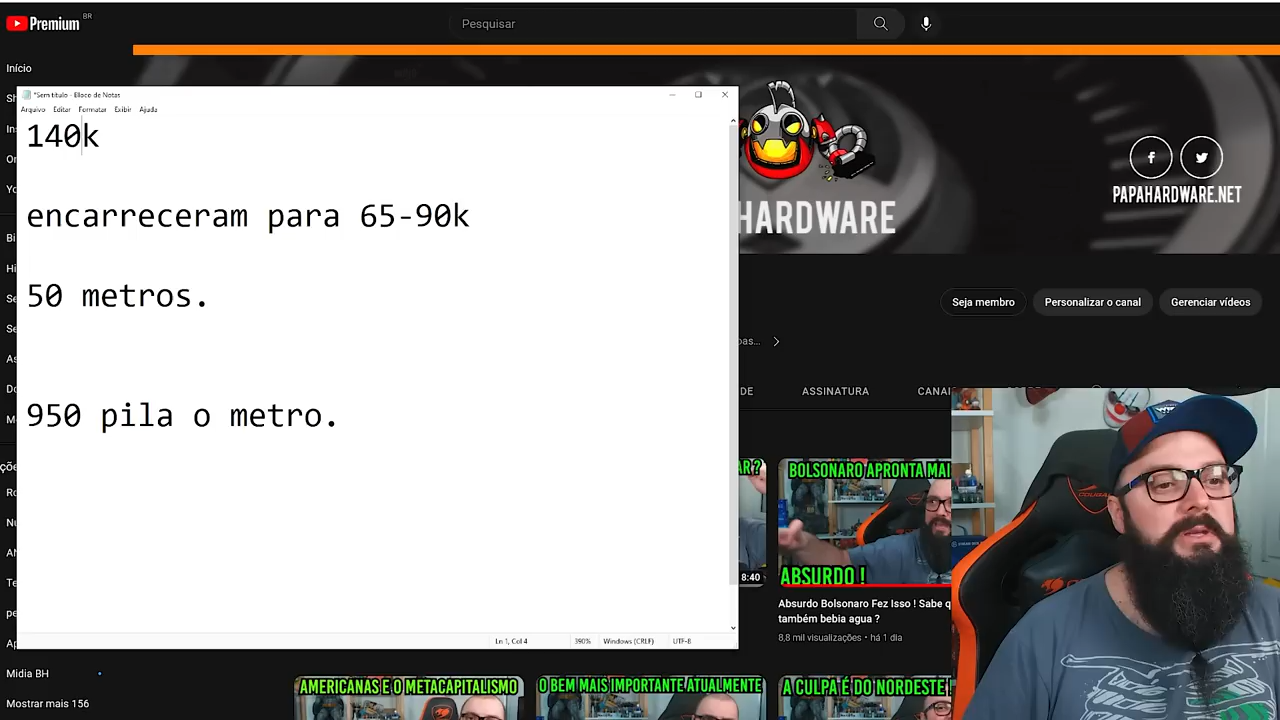 Premium BR
Pesquisar
Início
*Sem título - Bloco de Notas
Arquivo Editar Formatar Exibir Ajuda
140k
encarreceram para 65-90k
50 metros.
950 pila o metro.
Ln 1, Col 4 390% Windows (CRLF) UTF-8
HARDWARE
PAPAHARDWARE.NET
Seja membro Personalizar o canal Gerenciar vídeos
ASSINATURA
BOLSONARO APRONTA MAI
ABSURDO !
8:40
Absurdo Bolsonaro Fez Isso ! Sabe q
também bebia agua ?
8,8 mil visualizações • há 1 dia
Midia BH
Mostrar mais 156
AMERICANAS E O METACAPITALISMO
O BEM MAIS IMPORTANTE ATUALMENTE
A CULPA É DO NORDESTE !
COUGAR